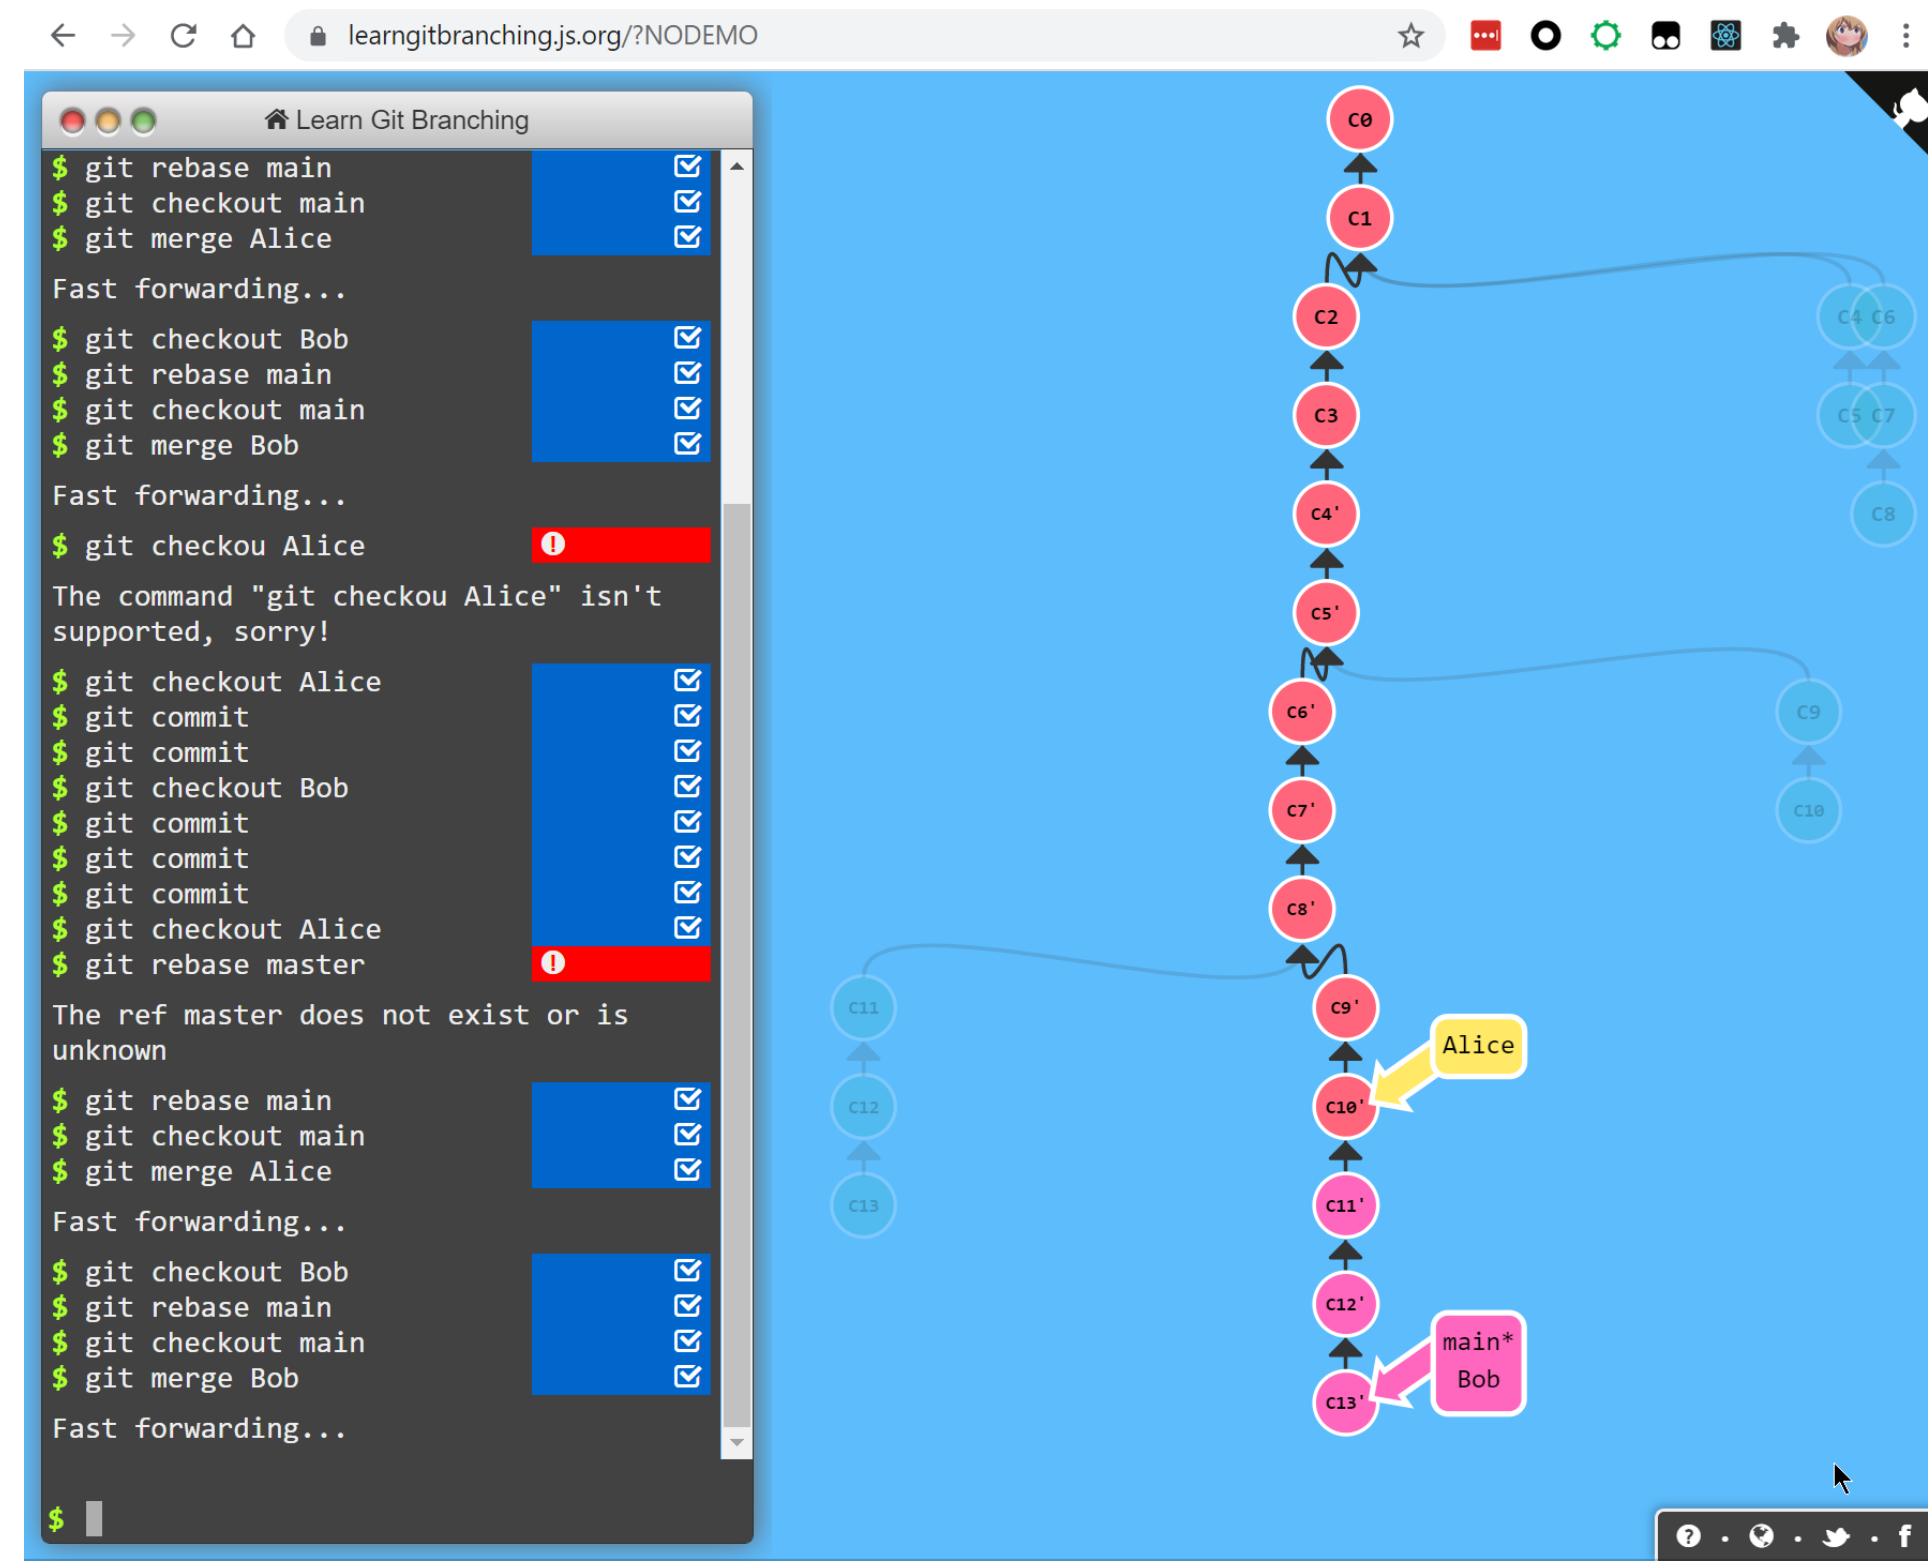 learngitbranching.js.org/?NODEMO
Learn Git Branching
$ git rebase main
$ git checkout main
$ git merge Alice
Fast forwarding...
$ git checkout Bob
$ git rebase main
$ git checkout main
$ git merge Bob
Fast forwarding...
$ git checkou Alice
The command "git checkou Alice" isn't
supported, sorry!
$ git checkout Alice
$ git commit
$ git commit
$ git checkout Bob
$ git commit
$ git commit
$ git commit
$ git checkout Alice
$ git rebase master
The ref master does not exist or is
unknown
$ git rebase main
$ git checkout main
$ git merge Alice
Fast forwarding...
$ git checkout Bob
$ git rebase main
$ git checkout main
$ git merge Bob
Fast forwarding...
$
C0
C1
C2
C4 C6
C3
C5 C7
C4'
C8
C5'
C6'
C9
C7'
C10
C8'
C11
C9'
Alice
C12
C10'
C13
C11'
C12'
main*
Bob
C13'